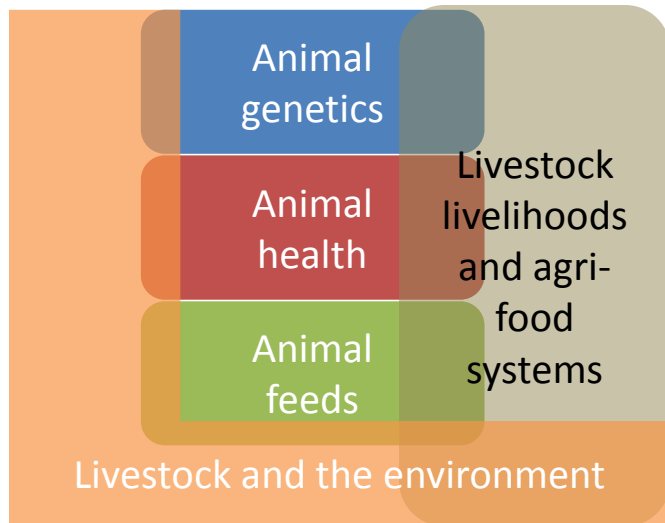 Animal
genetics
Animal
health
Animal
feeds
Livestock
livelihoods
and agri-
food
systems
Livestock and the environment